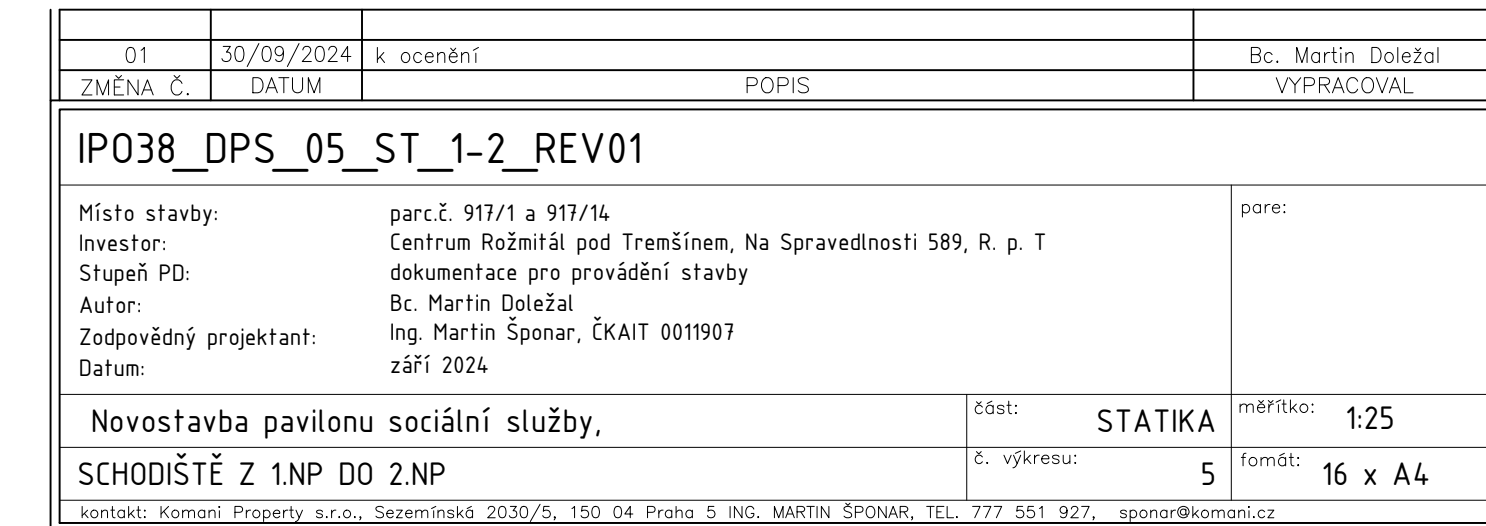 01 30/09/2024 k ocenění Bc. Martin Doležal
ZMĚNA Č. DATUM POPIS VYPRACOVAL
IPO38_DPS_05_ST_1-2_REV01
Místo stavby: parc.č. 917/1 a 917/14 pare:
Investor: Centrum Rožmitál pod Tremšínem, Na Spravedlnosti 589, R. p. T
Stupeň PD: dokumentace pro provádění stavby
Autor: Bc. Martin Doležal
Zodpovědný projektant: Ing. Martin Šponar, ČKAIT 0011907
Datum: září 2024
Novostavba pavilonu sociální služby, část: STATIKA měřítko: 1:25
SCHODIŠTĚ Z 1.NP DO 2.NP č. výkresu: 5 fomát: 16 x A4
kontakt: Komani Property s.r.o., Sezemínská 2030/5, 150 04 Praha 5 ING. MARTIN ŠPONAR, TEL. 777 551 927, sponar@komani.cz